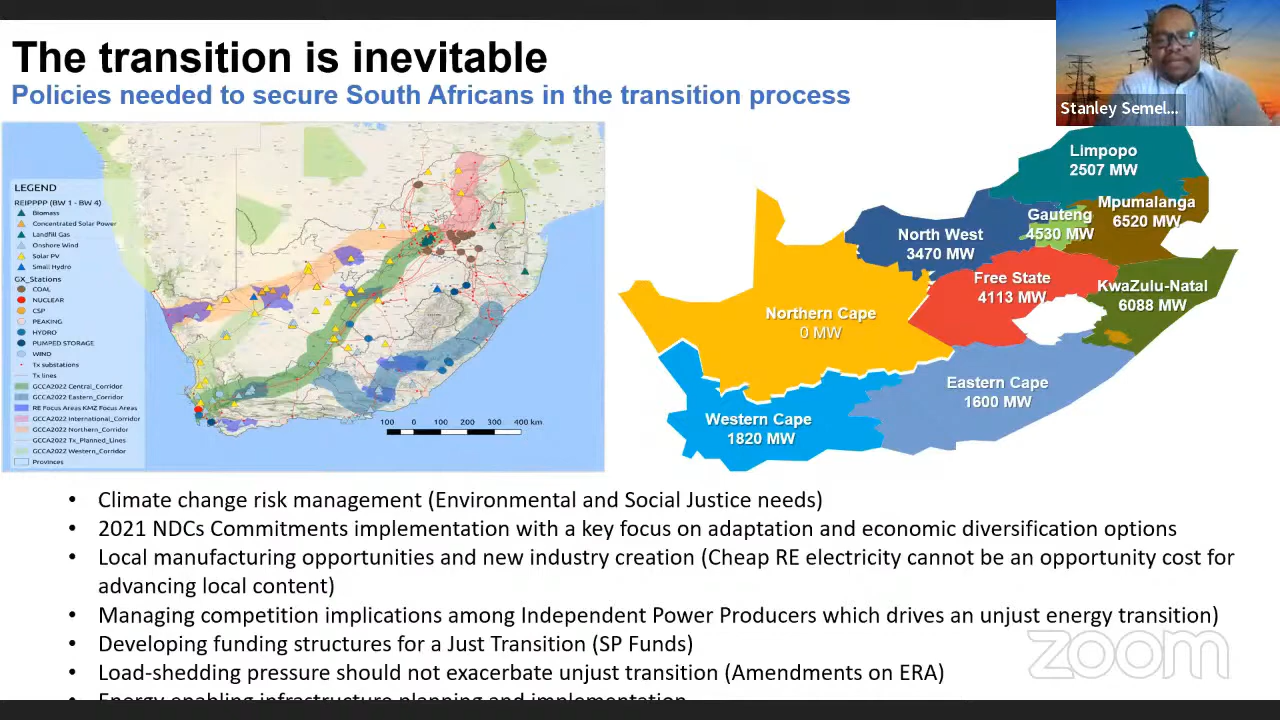 The transition is inevitable
Policies needed to secure South Africans in the transition process
Stanley Semel...
LEGEND
REIPPPP (BW 1 - BW 4)
Biomass
Concentrated Solar Power
Landfill Gas
Onshore Wind
Solar PV
Small Hydro
GX_Stations
COAL
NUCLEAR
CSP
PEAKING
HYDRO
PUMPED STORAGE
WIND
Tx substations
Tx lines
GCCA2022 Central_Corridor
GCCA2022 Eastern_Corridor
RE Focus Areas KMZ Focus Areas
GCCA2022 International_Corridor
GCCA2022 Northern_Corridor
GCCA2022 Tx_Planned_Lines
GCCA2022 Western_Corridor
Provinces
100 0 100 200 300 400 km
Limpopo
2507 MW
Mpumalanga
6520 MW
Gauteng
4530 MW
North West
3470 MW
Free State
4113 MW
KwaZulu-Natal
6088 MW
Northern Cape
0 MW
Eastern Cape
1600 MW
Western Cape
1820 MW
• Climate change risk management (Environmental and Social Justice needs)
• 2021 NDCs Commitments implementation with a key focus on adaptation and economic diversification options
• Local manufacturing opportunities and new industry creation (Cheap RE electricity cannot be an opportunity cost for
advancing local content)
• Managing competition implications among Independent Power Producers which drives an unjust energy transition)
• Developing funding structures for a Just Transition (SP Funds)
• Load-shedding pressure should not exacerbate unjust transition (Amendments on ERA)
• Energy enabling infrastructure planning and implementation
zoom